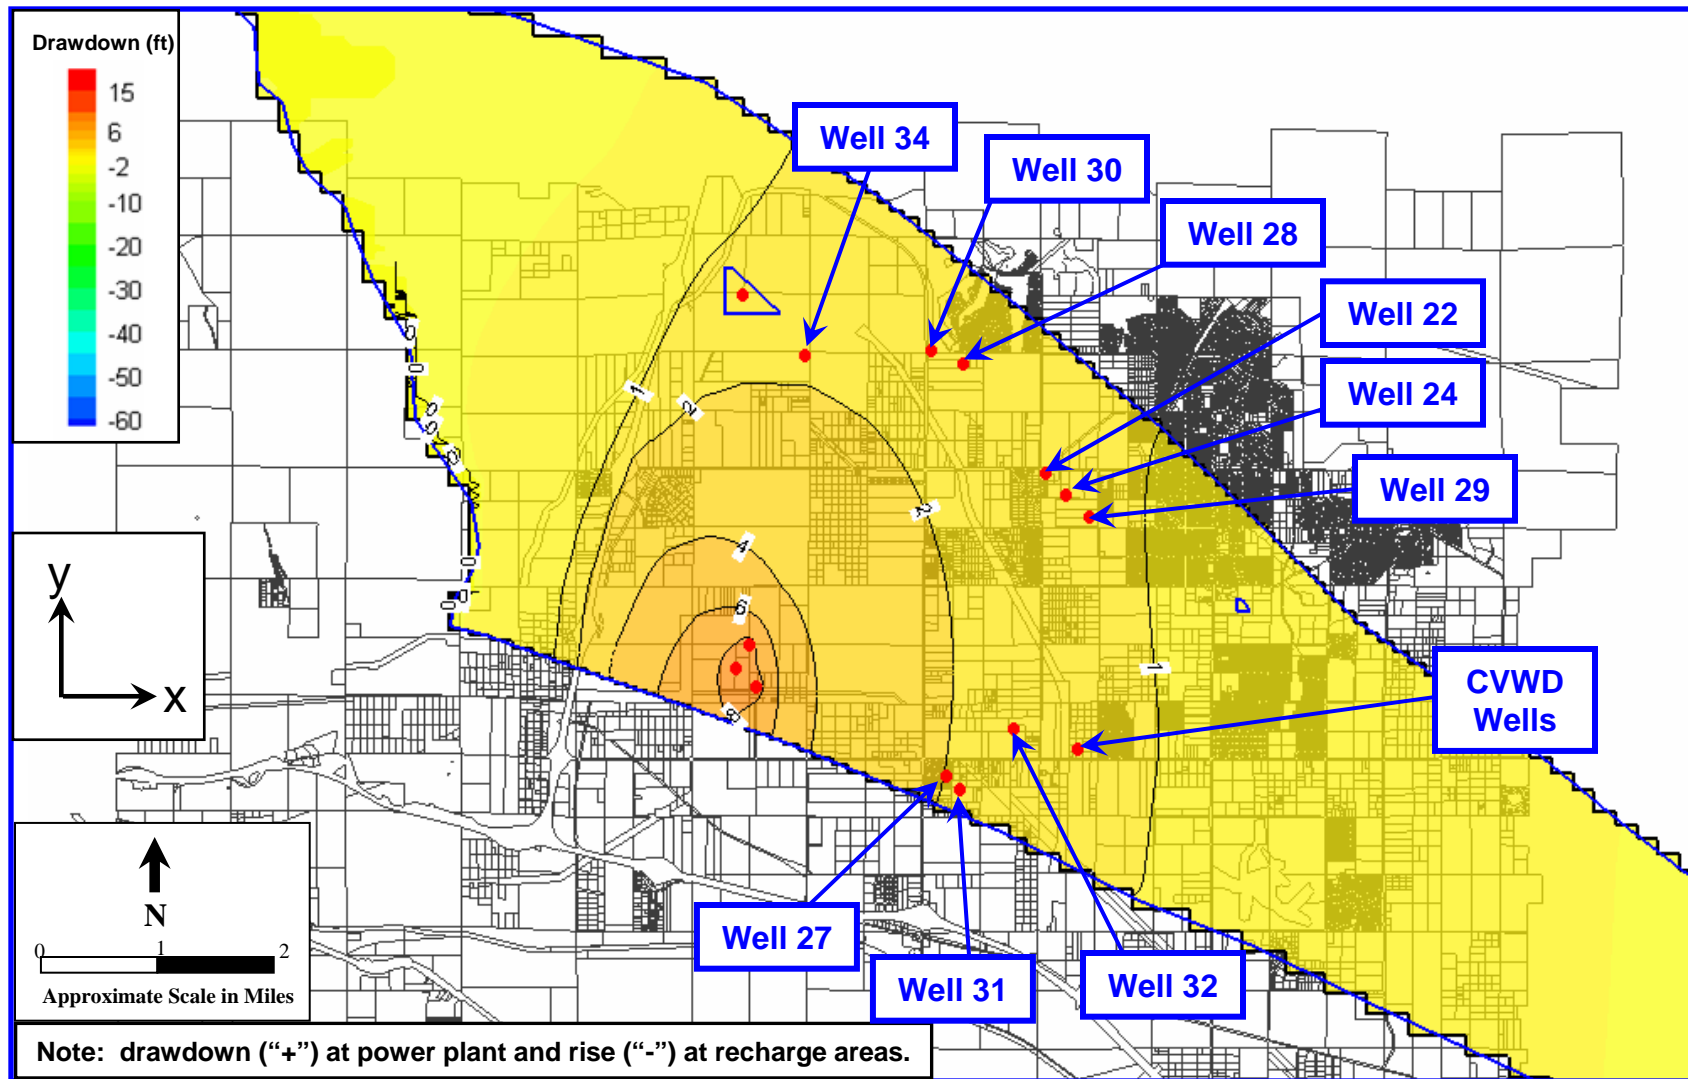 Drawdown (ft)
15
6
-2
-10
-20
-30
-40
-50
-60
Well 34
Well 30
Well 28
Well 22
Well 24
Well 29
CVWD
Wells
Well 27
Well 31
Well 32
1
2
2
4
6
8
1
0
0
0
0
0
y
x
N
0 1 2
Approximate Scale in Miles
Note: drawdown (“+”) at power plant and rise (“-”) at recharge areas.